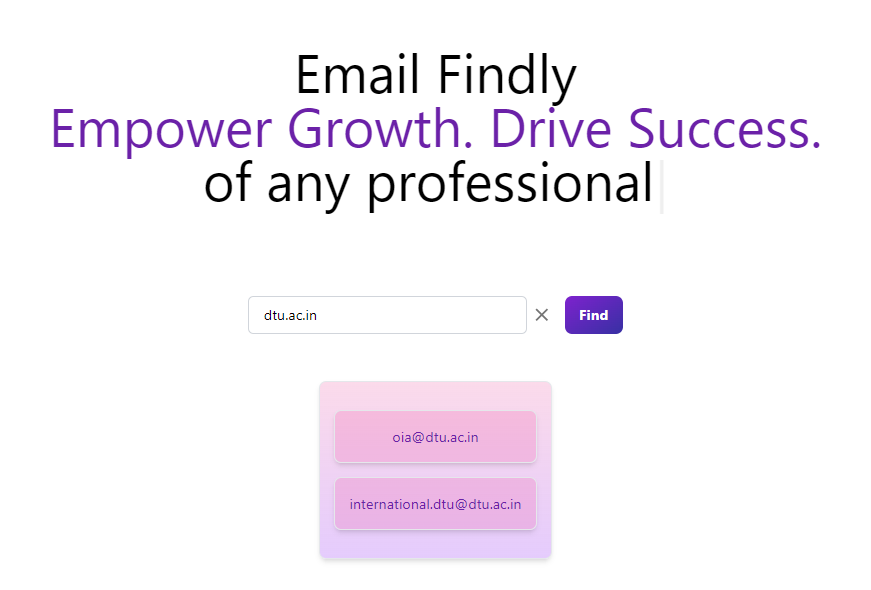 Email Findly
Empower Growth. Drive Success.
of any professional
dtu.ac.in
Find
oia@dtu.ac.in
international.dtu@dtu.ac.in